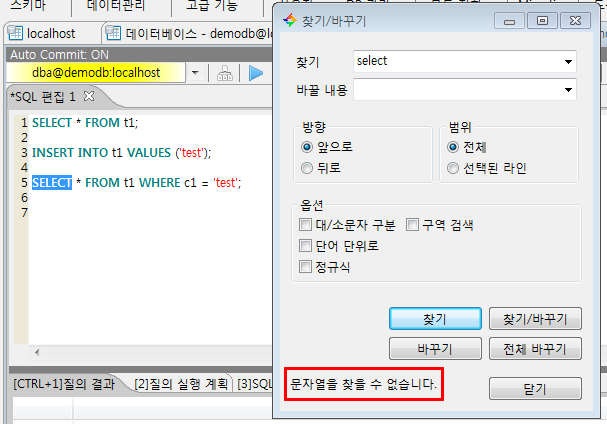 스키마 데이터관리 고급 기능
localhost
데이터베이스 - demodb@lo
Auto Commit: ON
dba@demodb:localhost
*SQL 편집 1
1 SELECT * FROM t1;
2
3 INSERT INTO t1 VALUES ('test');
4
5 SELECT * FROM t1 WHERE c1 = 'test';
6
7
[CTRL+1]질의 결과 [2]질의 실행 계획 [3]SQL
찾기/바꾸기
찾기 select
바꿀 내용
방향 범위
앞으로 전체
뒤로 선택된 라인
옵션
대/소문자 구분 구역 검색
단어 단위로
정규식
찾기 찾기/바꾸기
바꾸기 전체 바꾸기
문자열을 찾을 수 없습니다.
닫기